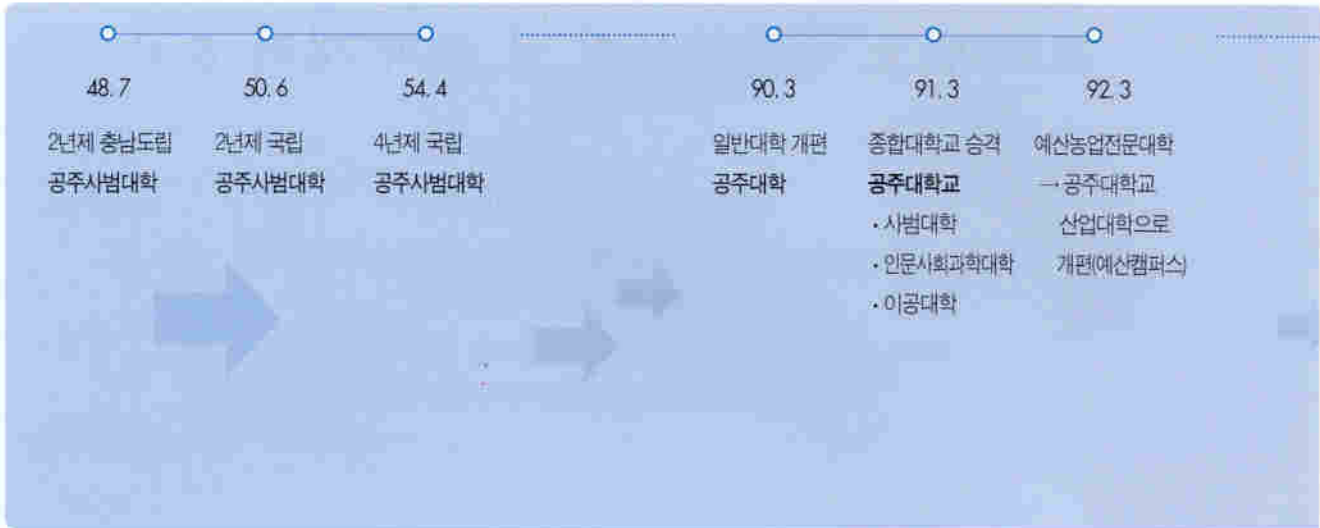 48. 7
2년제 충남도립
공주사범대학
50. 6
2년제 국립
공주사범대학
54. 4
4년제 국립
공주사범대학
90. 3
일반대학 개편
공주대학
91. 3
종합대학교 승격
공주대학교
· 사범대학
· 인문사회과학대학
· 이공대학
92. 3
예산농업전문대학
→ 공주대학교
산업대학으로
개편(예산캠퍼스)